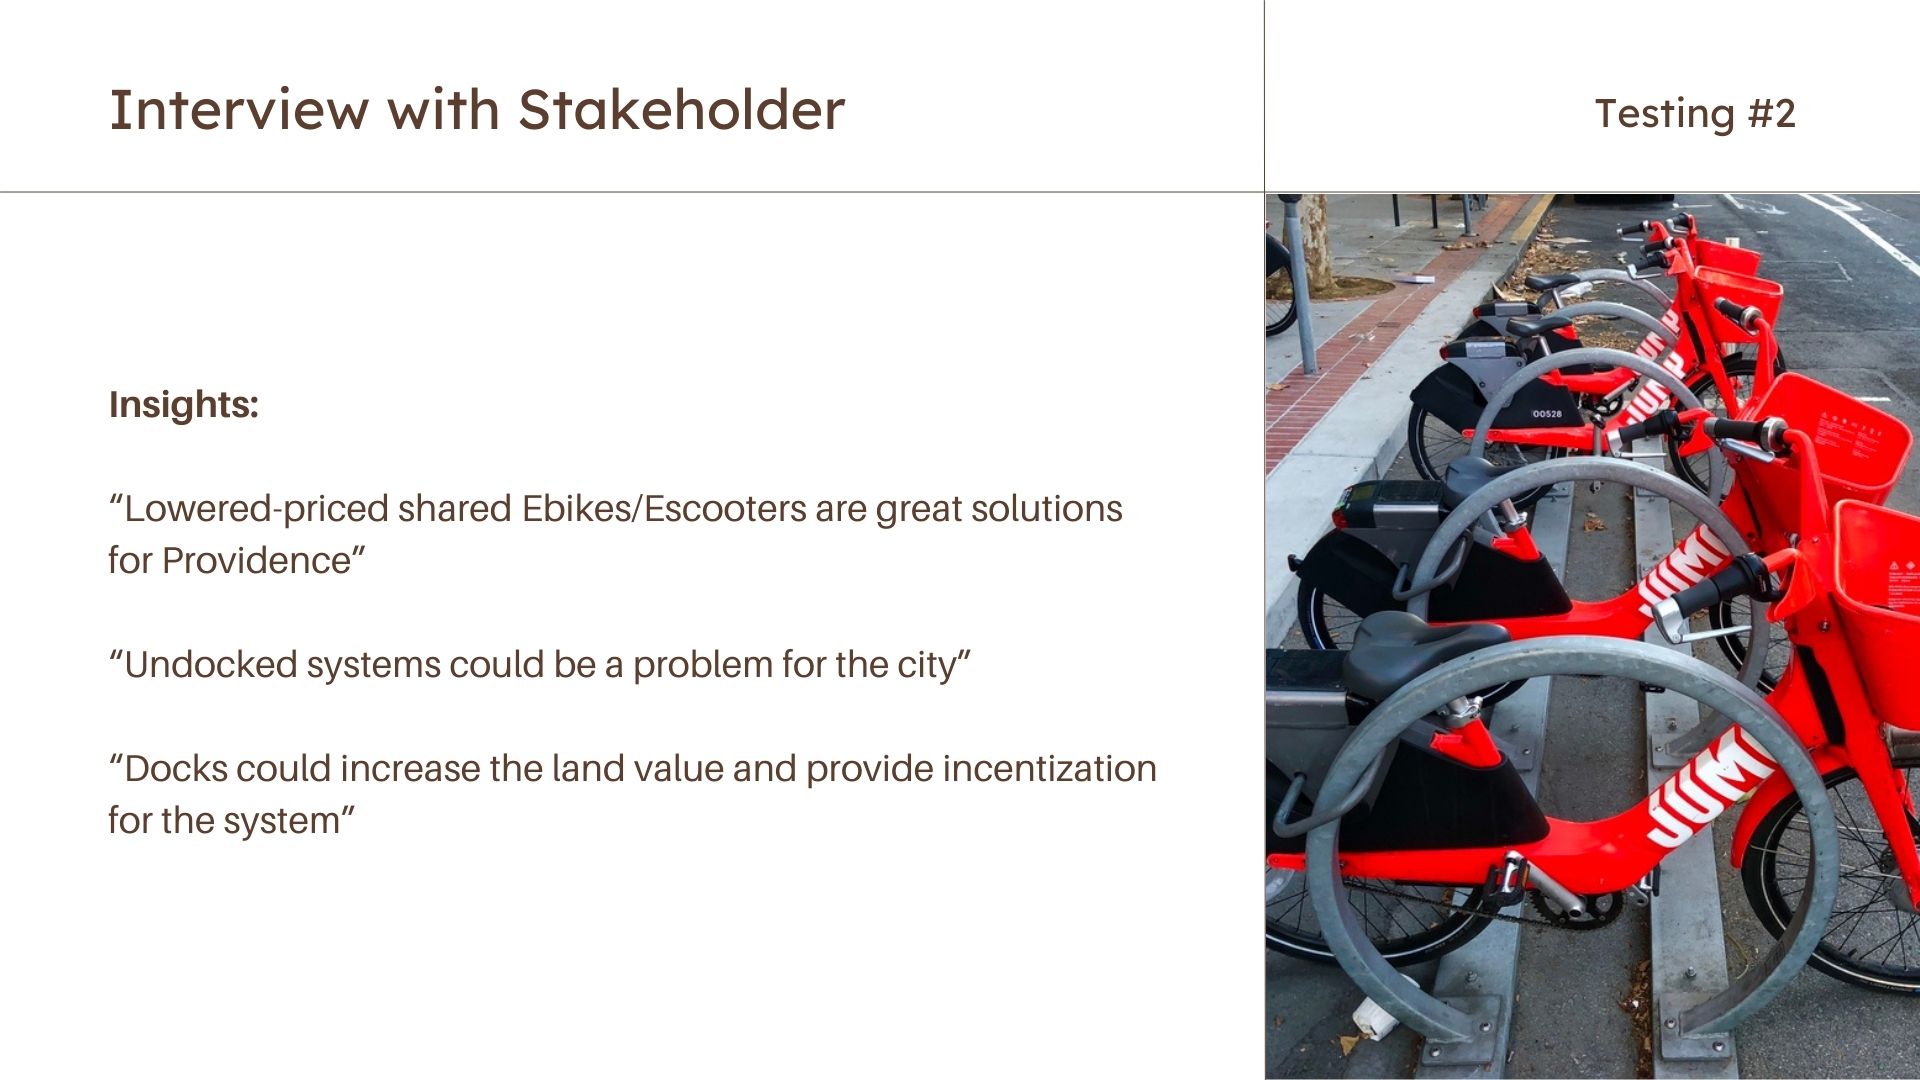 Interview with Stakeholder
Testing #2
Insights:
“Lowered-priced shared Ebikes/Escooters are great solutions
for Providence”
“Undocked systems could be a problem for the city”
“Docks could increase the land value and provide incentization
for the system”
00528
JUMP
JUMP
JUM
JUM